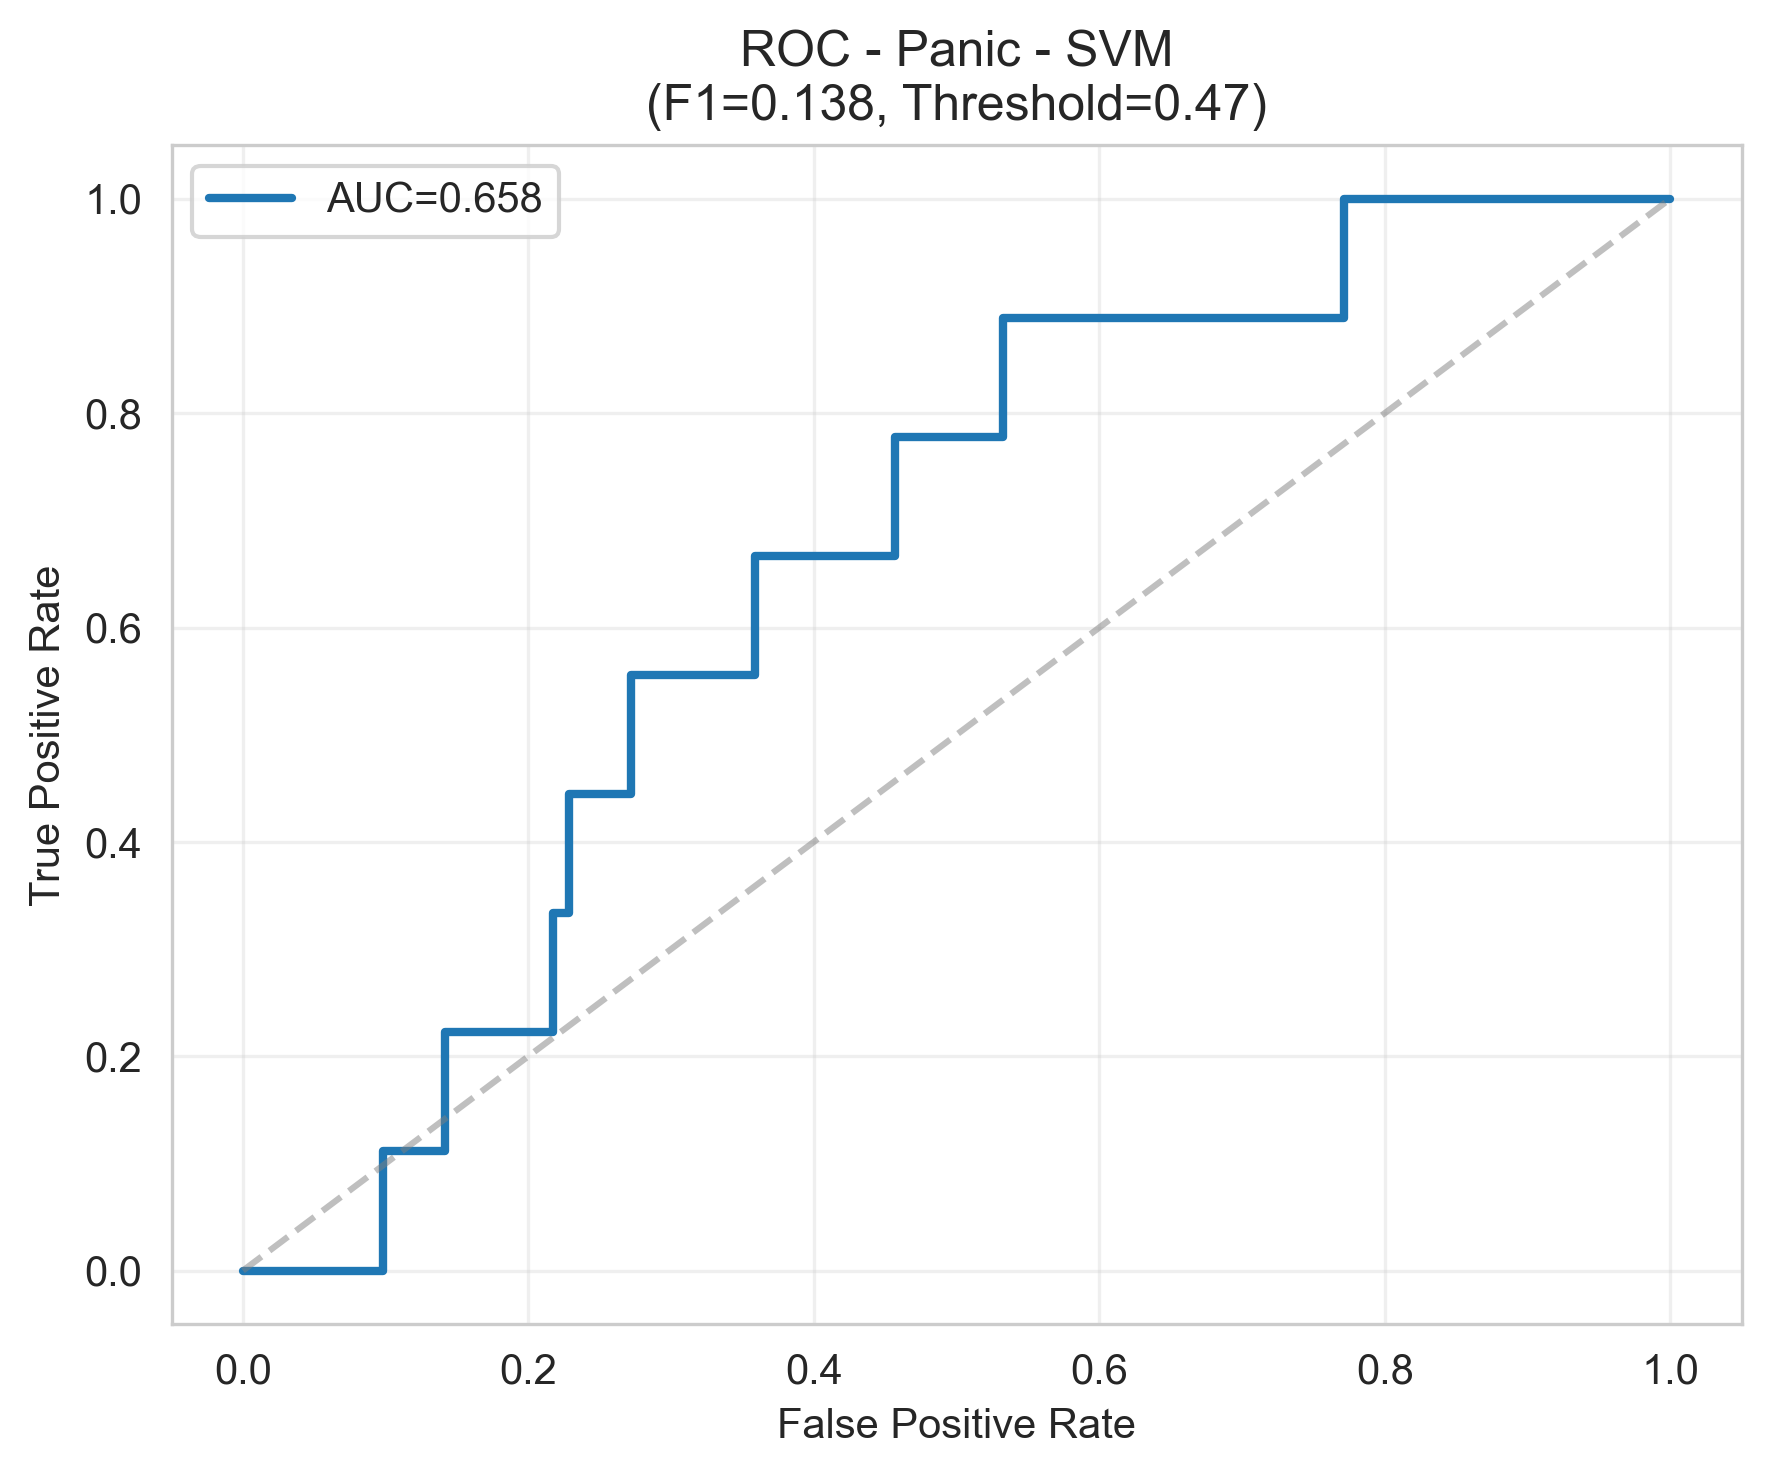 ROC - Panic - SVM
(F1=0.138, Threshold=0.47)
AUC=0.658
1.0
0.8
0.6
0.4
0.2
0.0
True Positive Rate
0.0 0.2 0.4 0.6 0.8 1.0
False Positive Rate